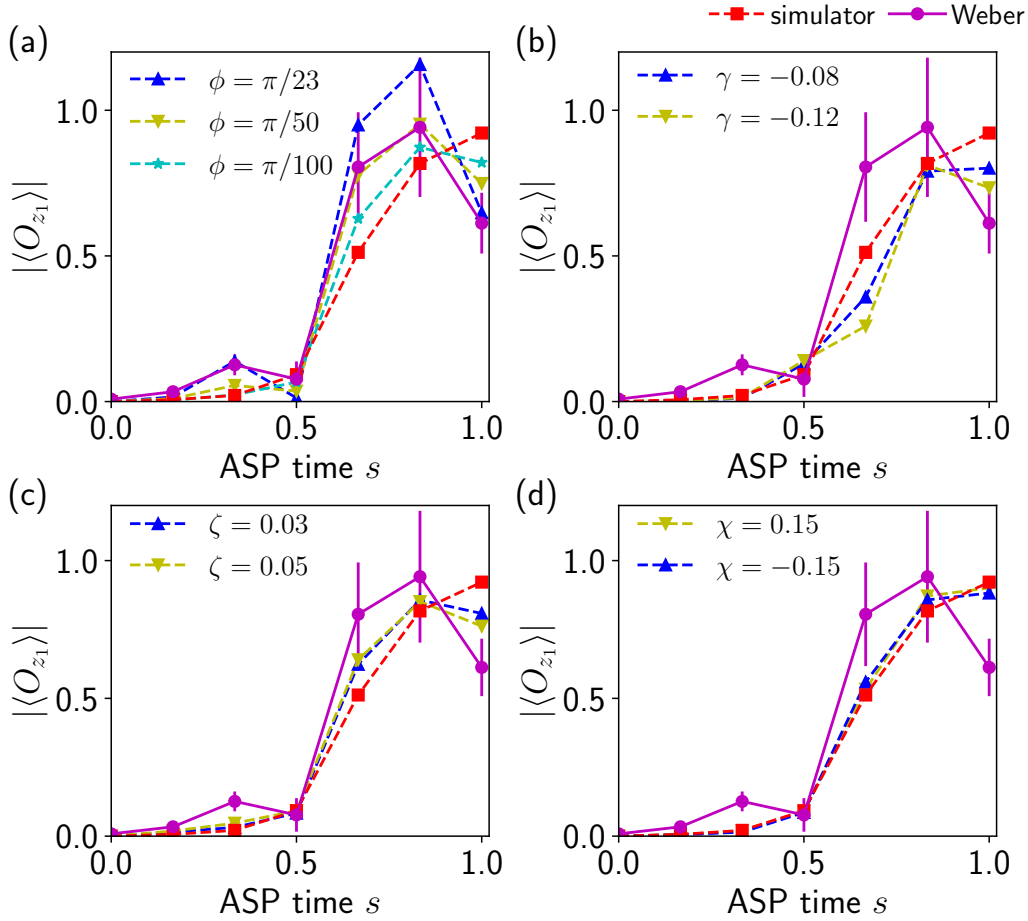 simulator Weber
(a)
ϕ = π/23
ϕ = π/50
ϕ = π/100
1.0
0.5
0.0
|⟨O_{z_1}⟩|
0.0 0.5 1.0
ASP time s
(b)
γ = −0.08
γ = −0.12
1.0
0.5
0.0
|⟨O_{z_1}⟩|
0.0 0.5 1.0
ASP time s
(c)
ζ = 0.03
ζ = 0.05
1.0
0.5
0.0
|⟨O_{z_1}⟩|
0.0 0.5 1.0
ASP time s
(d)
χ = 0.15
χ = −0.15
1.0
0.5
0.0
|⟨O_{z_1}⟩|
0.0 0.5 1.0
ASP time s